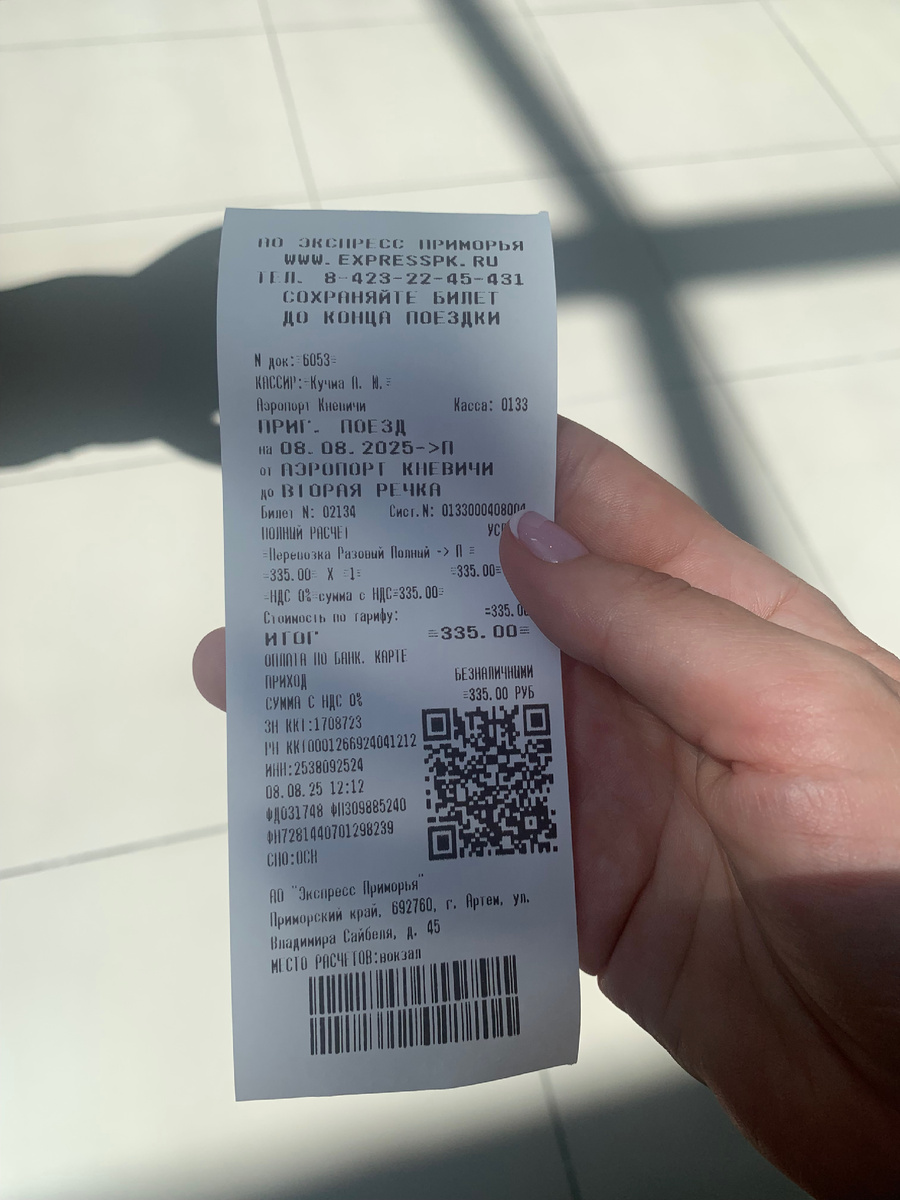 АО ЭКСПРЕСС ПРИМОРЬЯ
WWW.EXPRESSPK.RU
ТЕЛ. 8-423-22-45-431
СОХРАНЯЙТЕ БИЛЕТ
ДО КОНЦА ПОЕЗДКИ
N док:=6053=
КАССИР:=Кучма А. И.=
Аэропорт Кневичи Касса: 0133
ПРИГ. ПОЕЗД
на 08.08.2025->П
от АЭРОПОРТ КНЕВИЧИ
до ВТОРАЯ РЕЧКА
Билет N: 02134 Сист.N: 0133000408004
ПОЛНЫЙ РАСЧЕТ
=Перевозка Разовый Полный -> П =
=335.00= X =1= =335.00=
=НДС 0%=сумма с НДС=335.00=
Стоимость по тарифу: =335.0
ИТОГ =335.00=
ОПЛАТА ПО БАНК. КАРТЕ
ПРИХОД БЕЗНАЛИЧНЫМИ
СУММА С НДС 0% =335.00 РУБ
ЗН ККТ:1708723
РН ККТ0001266924041212
ИНН:2538092524
08.08.25 12:12
ФД031748 ФП309885240
ФН7281440701298239
СНО:ОСН
АО "Экспресс Приморья"
Приморский край, 692760, г. Артем, ул.
Владимира Сайбеля, д. 45
МЕСТО РАСЧЕТОВ:вокзал